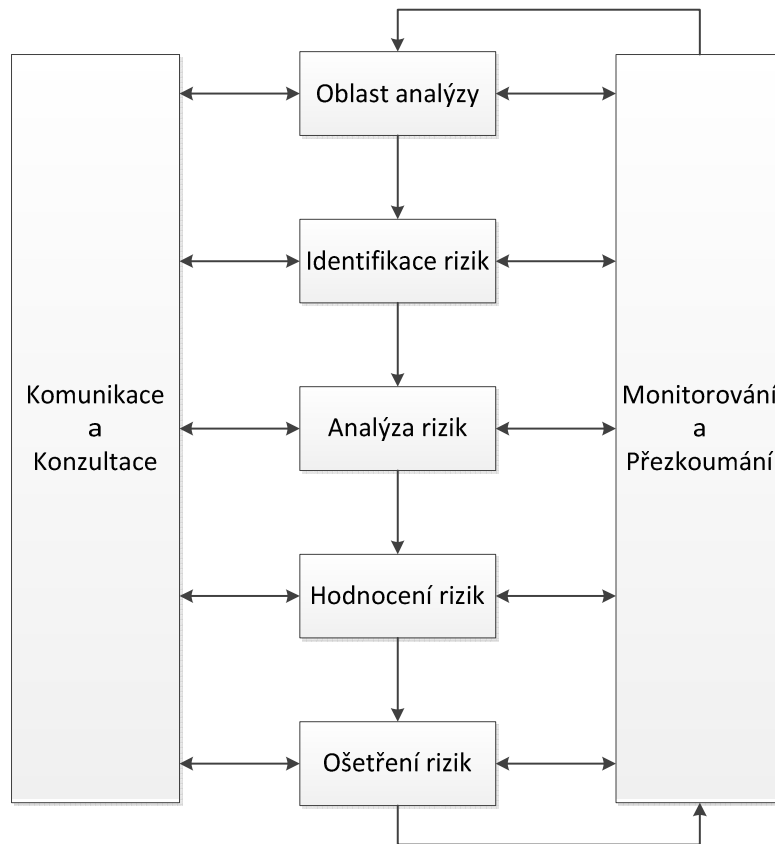 Oblast analýzy
Identifikace rizik
Komunikace
a
Konzultace
Analýza rizik
Monitorování
a
Přezkoumání
Hodnocení rizik
Ošetření rizik